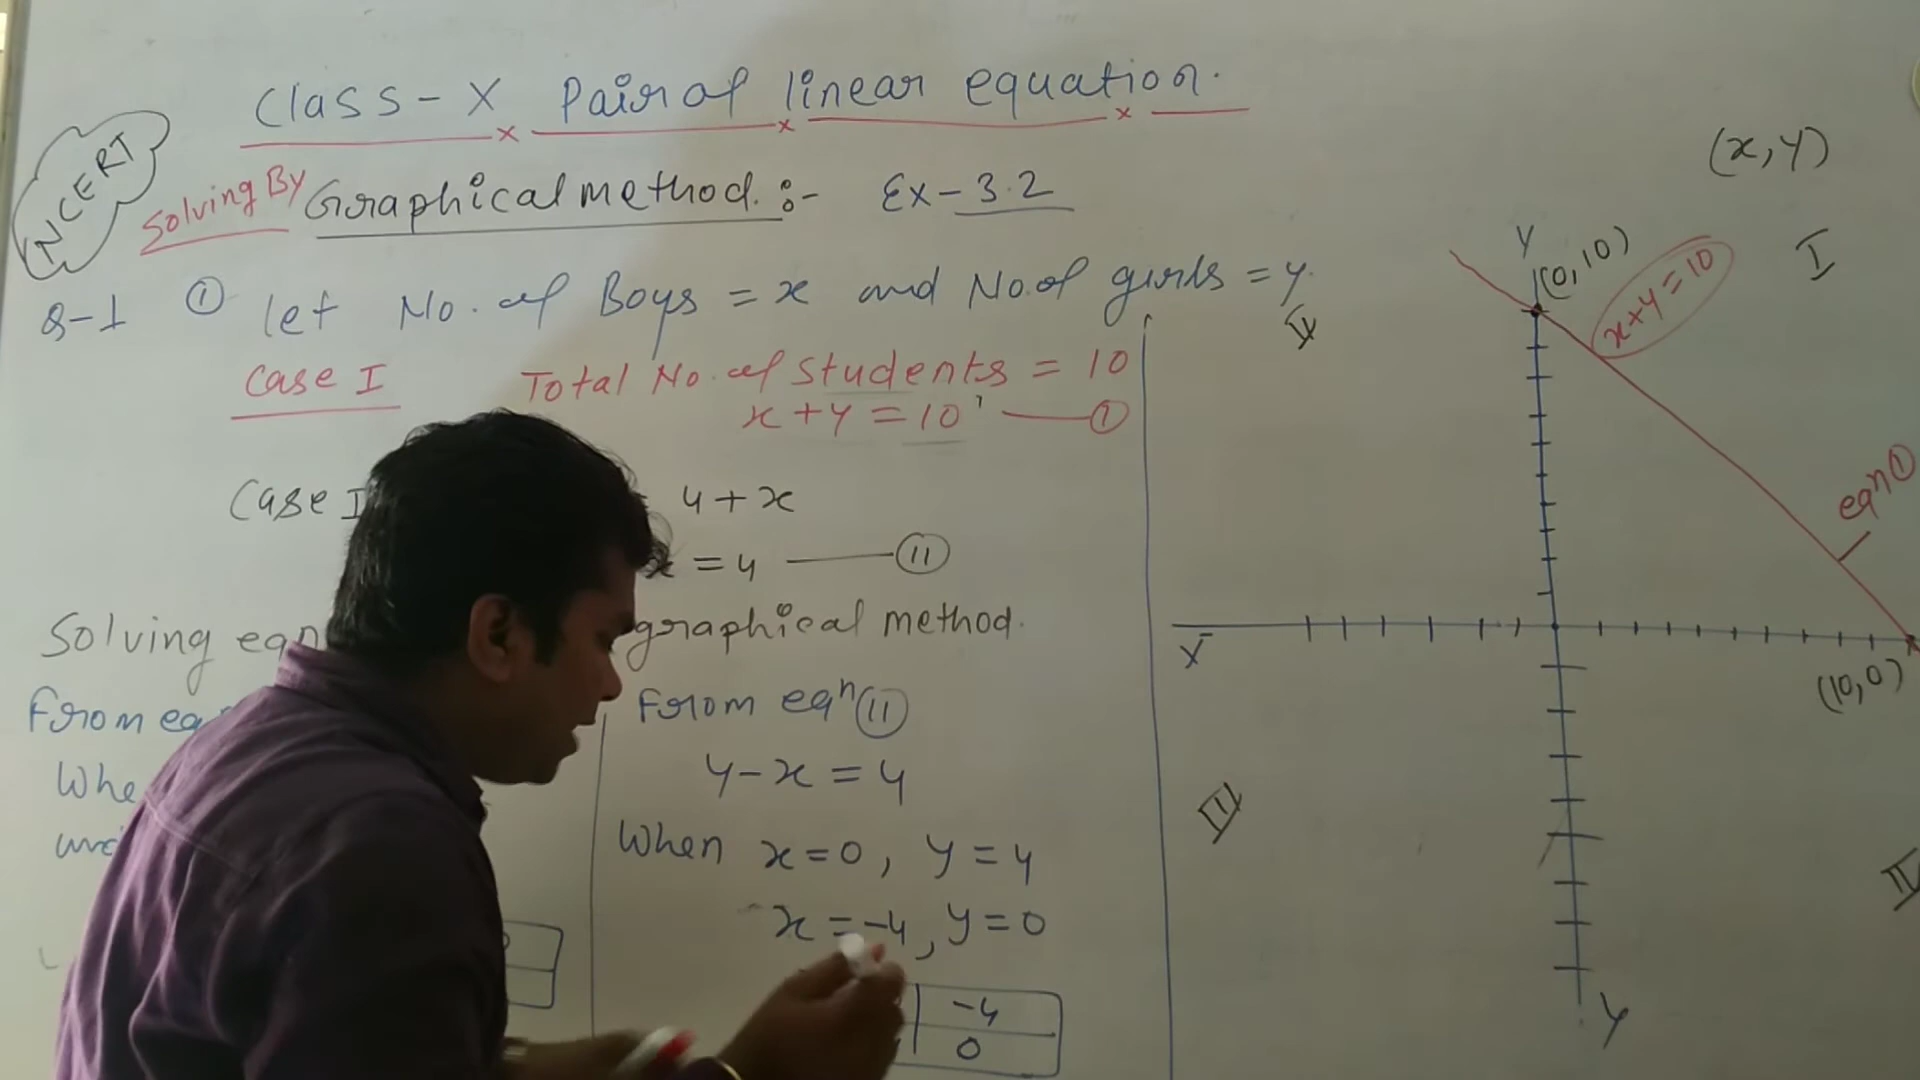 Class-X Pair of linear equation.
NCERT
Solving By Graphical method :- Ex-3.2
Q-1 ① let No. of Boys = x and No. of girls = y.
Case I Total No. of Students = 10
x+y=10 —— ①
Case I 4+x
x = 4 —— ⑪
Solving eqn graphical method.
From eq
Whe
From eqⁿ ⑪
y-x=4
When x=0, y=4
x=-4, y=0
-4
0
(x,y)
Y
(0,10)
x+y=10
I
II
eqⁿ①
X
(10,0)
III
Y